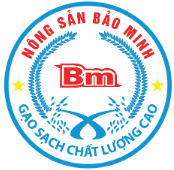 NÔNG SẢN BẢO MINH
Bm
GẠO SẠCH CHẤT LƯỢNG CAO